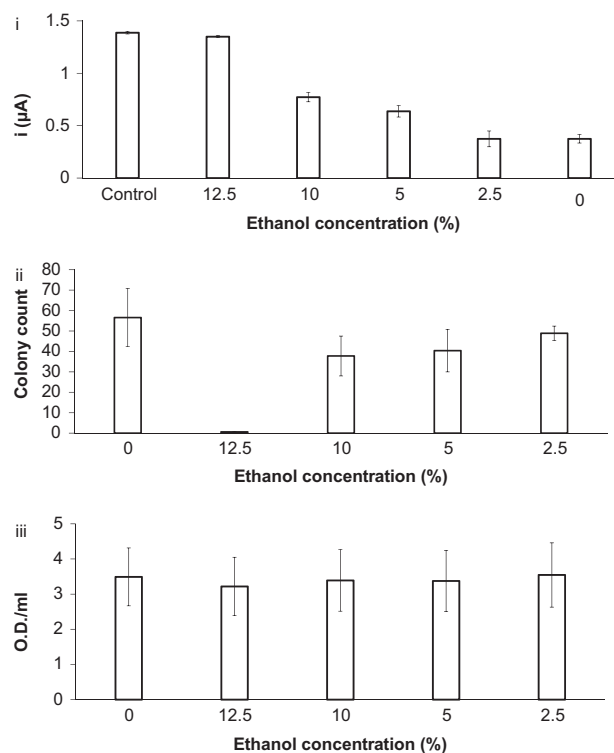 i
1.5
1
0.5
0
i (µA)
Control 12.5 10 5 2.5 0
Ethanol concentration (%)
ii
80
70
60
50
40
30
20
10
0
Colony count
0 12.5 10 5 2.5
Ethanol concentration (%)
iii
5
4
3
2
1
0
O.D./ml
0 12.5 10 5 2.5
Ethanol concentration (%)